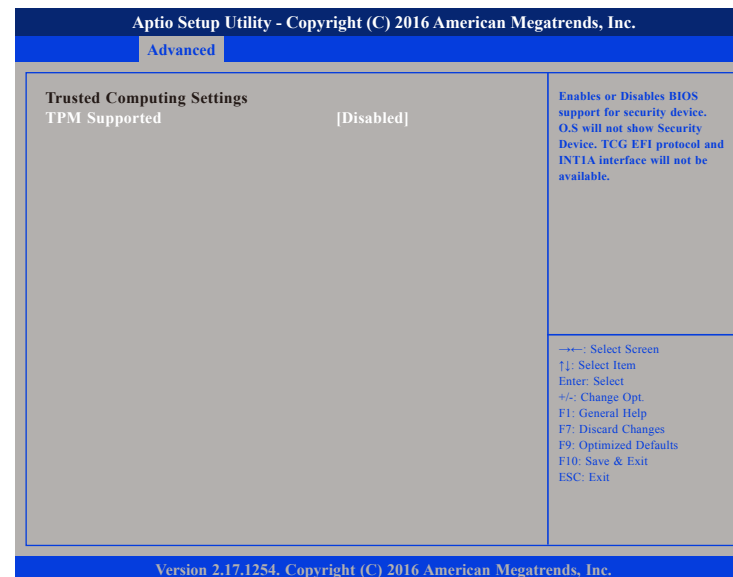 Aptio Setup Utility - Copyright (C) 2016 American Megatrends, Inc.
Advanced
Trusted Computing Settings
TPM Supported [Disabled]
Enables or Disables BIOS
support for security device.
O.S will not show Security
Device. TCG EFI protocol and
INT1A interface will not be
available.
→←: Select Screen
↑↓: Select Item
Enter: Select
+/-: Change Opt.
F1: General Help
F7: Discard Changes
F9: Optimized Defaults
F10: Save & Exit
ESC: Exit
Version 2.17.1254. Copyright (C) 2016 American Megatrends, Inc.